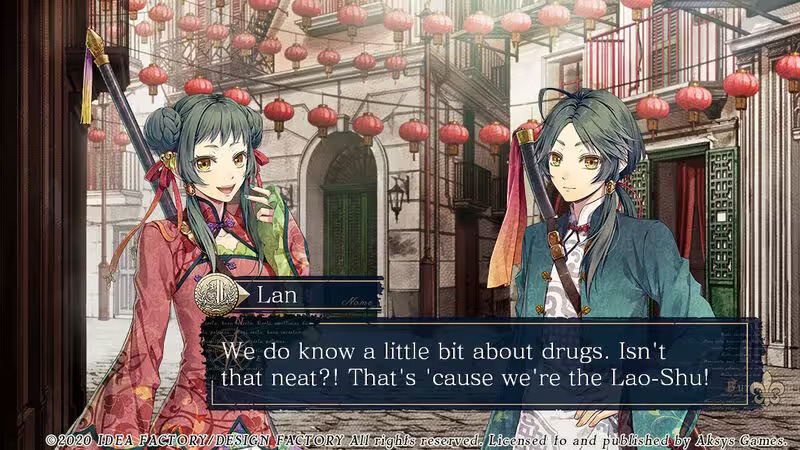 Lan
Name
We do know a little bit about drugs. Isn't
that neat?! That's 'cause we're the Lao-Shu!
©2020 IDEA FACTORY/DESIGN FACTORY All rights reserved. Licensed to and published by Aksys Games.